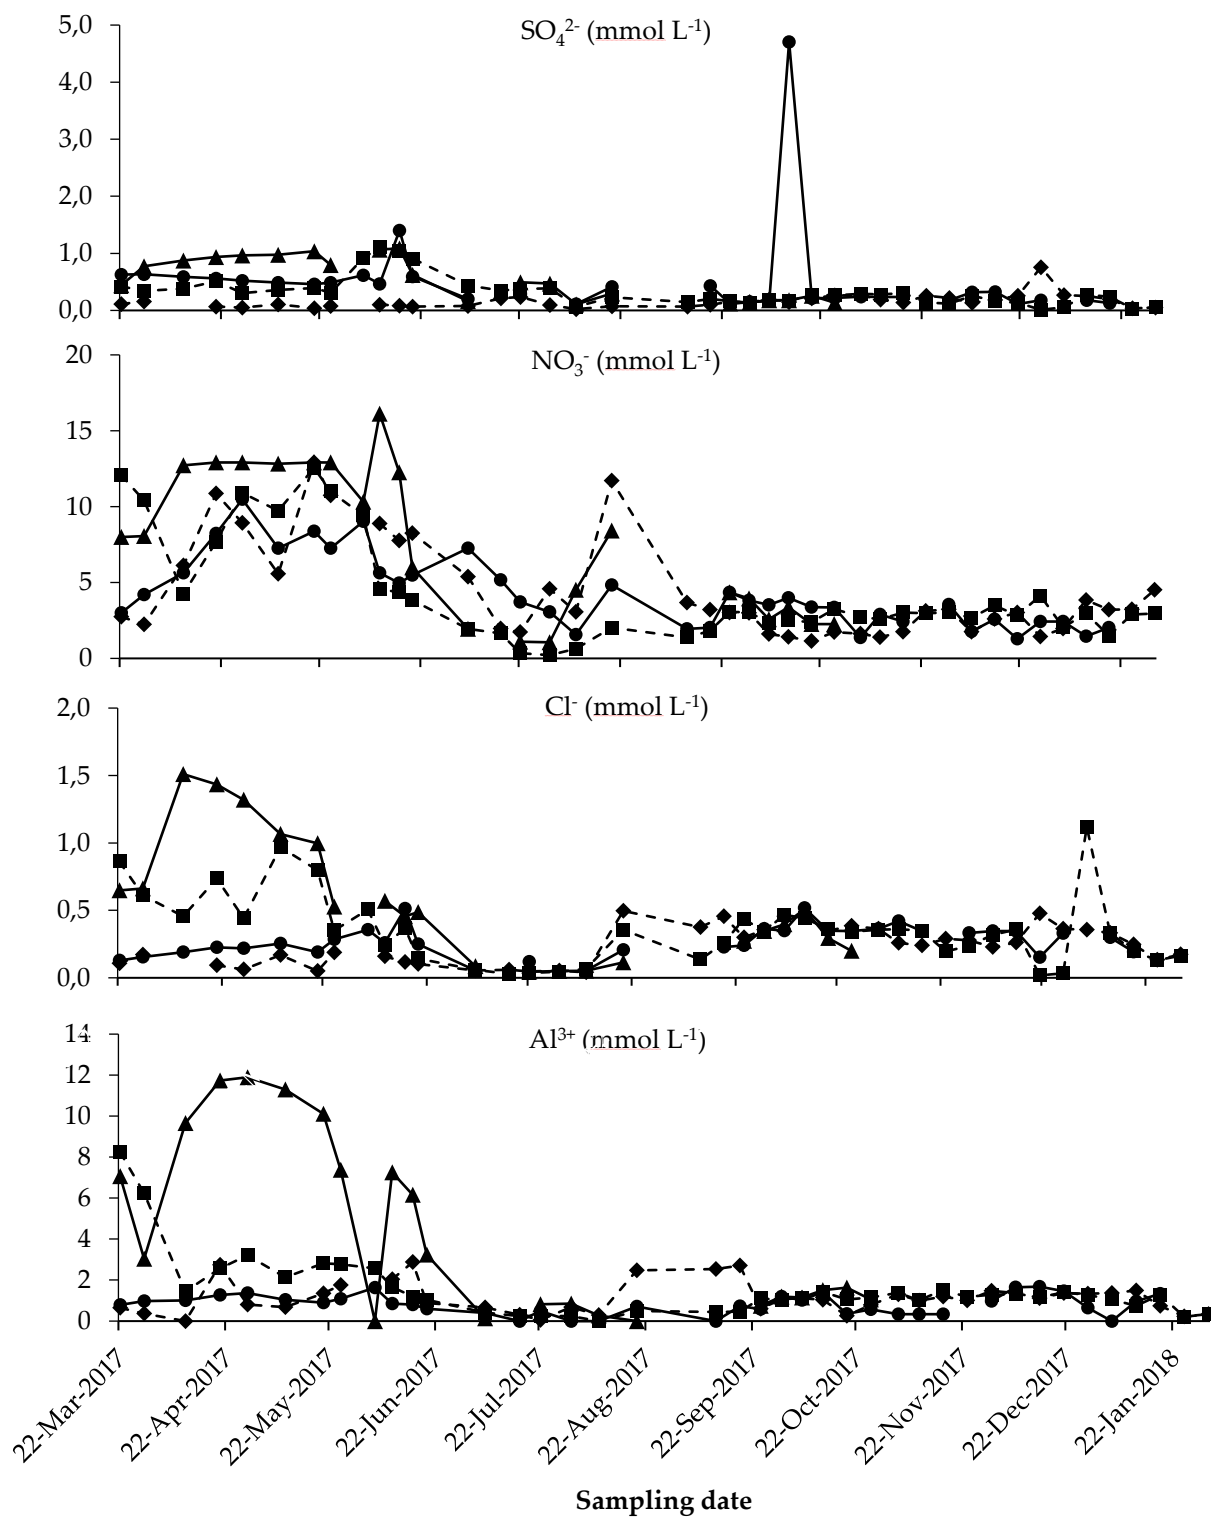 SO₄²⁻ (mmol L⁻¹)
5,0
4,0
3,0
2,0
1,0
0,0
NO₃⁻ (mmol L⁻¹)
20
15
10
5
0
Cl⁻ (mmol L⁻¹)
2,0
1,5
1,0
0,5
0,0
Al³⁺ (mmol L⁻¹)
14
12
10
8
6
4
2
0
22-Mar-2017
22-Apr-2017
22-May-2017
22-Jun-2017
22-Jul-2017
22-Aug-2017
22-Sep-2017
22-Oct-2017
22-Nov-2017
22-Dec-2017
22-Jan-2018
Sampling date